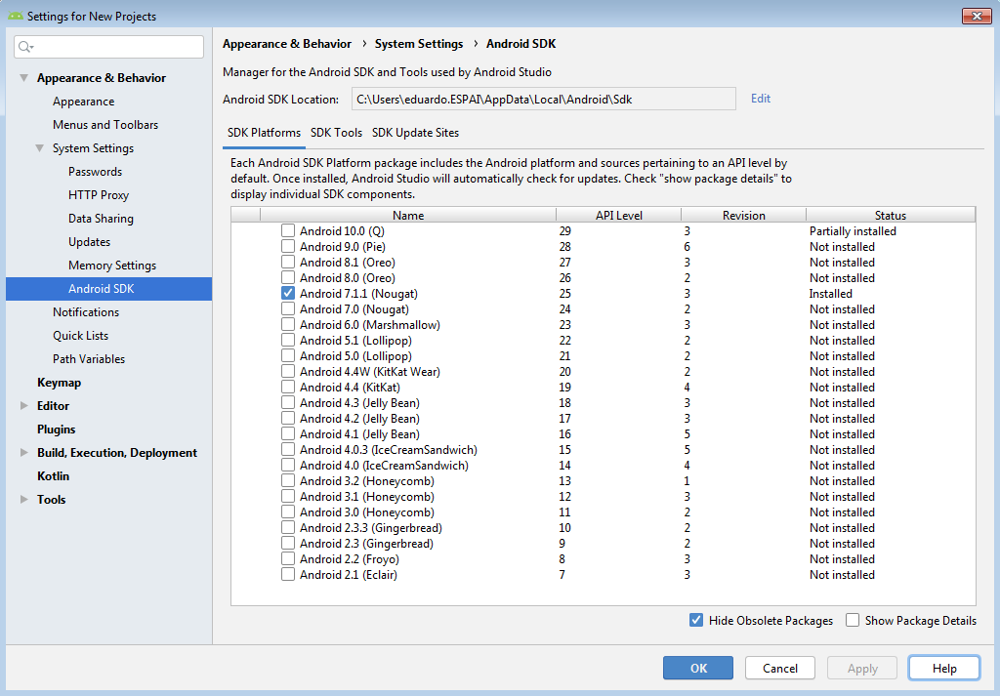 Settings for New Projects
Appearance & Behavior
Appearance
Menus and Toolbars
System Settings
Passwords
HTTP Proxy
Data Sharing
Updates
Memory Settings
Android SDK
Notifications
Quick Lists
Path Variables
Keymap
Editor
Plugins
Build, Execution, Deployment
Kotlin
Tools
Appearance & Behavior › System Settings › Android SDK
Manager for the Android SDK and Tools used by Android Studio
Android SDK Location: C:\Users\eduardo.ESPAI\AppData\Local\Android\Sdk Edit
SDK Platforms SDK Tools SDK Update Sites
Each Android SDK Platform package includes the Android platform and sources pertaining to an API level by
default. Once installed, Android Studio will automatically check for updates. Check "show package details" to
display individual SDK components.
Name API Level Revision Status
Android 10.0 (Q) 29 3 Partially installed
Android 9.0 (Pie) 28 6 Not installed
Android 8.1 (Oreo) 27 3 Not installed
Android 8.0 (Oreo) 26 2 Not installed
Android 7.1.1 (Nougat) 25 3 Installed
Android 7.0 (Nougat) 24 2 Not installed
Android 6.0 (Marshmallow) 23 3 Not installed
Android 5.1 (Lollipop) 22 2 Not installed
Android 5.0 (Lollipop) 21 2 Not installed
Android 4.4W (KitKat Wear) 20 2 Not installed
Android 4.4 (KitKat) 19 4 Not installed
Android 4.3 (Jelly Bean) 18 3 Not installed
Android 4.2 (Jelly Bean) 17 3 Not installed
Android 4.1 (Jelly Bean) 16 5 Not installed
Android 4.0.3 (IceCreamSandwich) 15 5 Not installed
Android 4.0 (IceCreamSandwich) 14 4 Not installed
Android 3.2 (Honeycomb) 13 1 Not installed
Android 3.1 (Honeycomb) 12 3 Not installed
Android 3.0 (Honeycomb) 11 2 Not installed
Android 2.3.3 (Gingerbread) 10 2 Not installed
Android 2.3 (Gingerbread) 9 2 Not installed
Android 2.2 (Froyo) 8 3 Not installed
Android 2.1 (Eclair) 7 3 Not installed
Hide Obsolete Packages Show Package Details
OK Cancel Apply Help